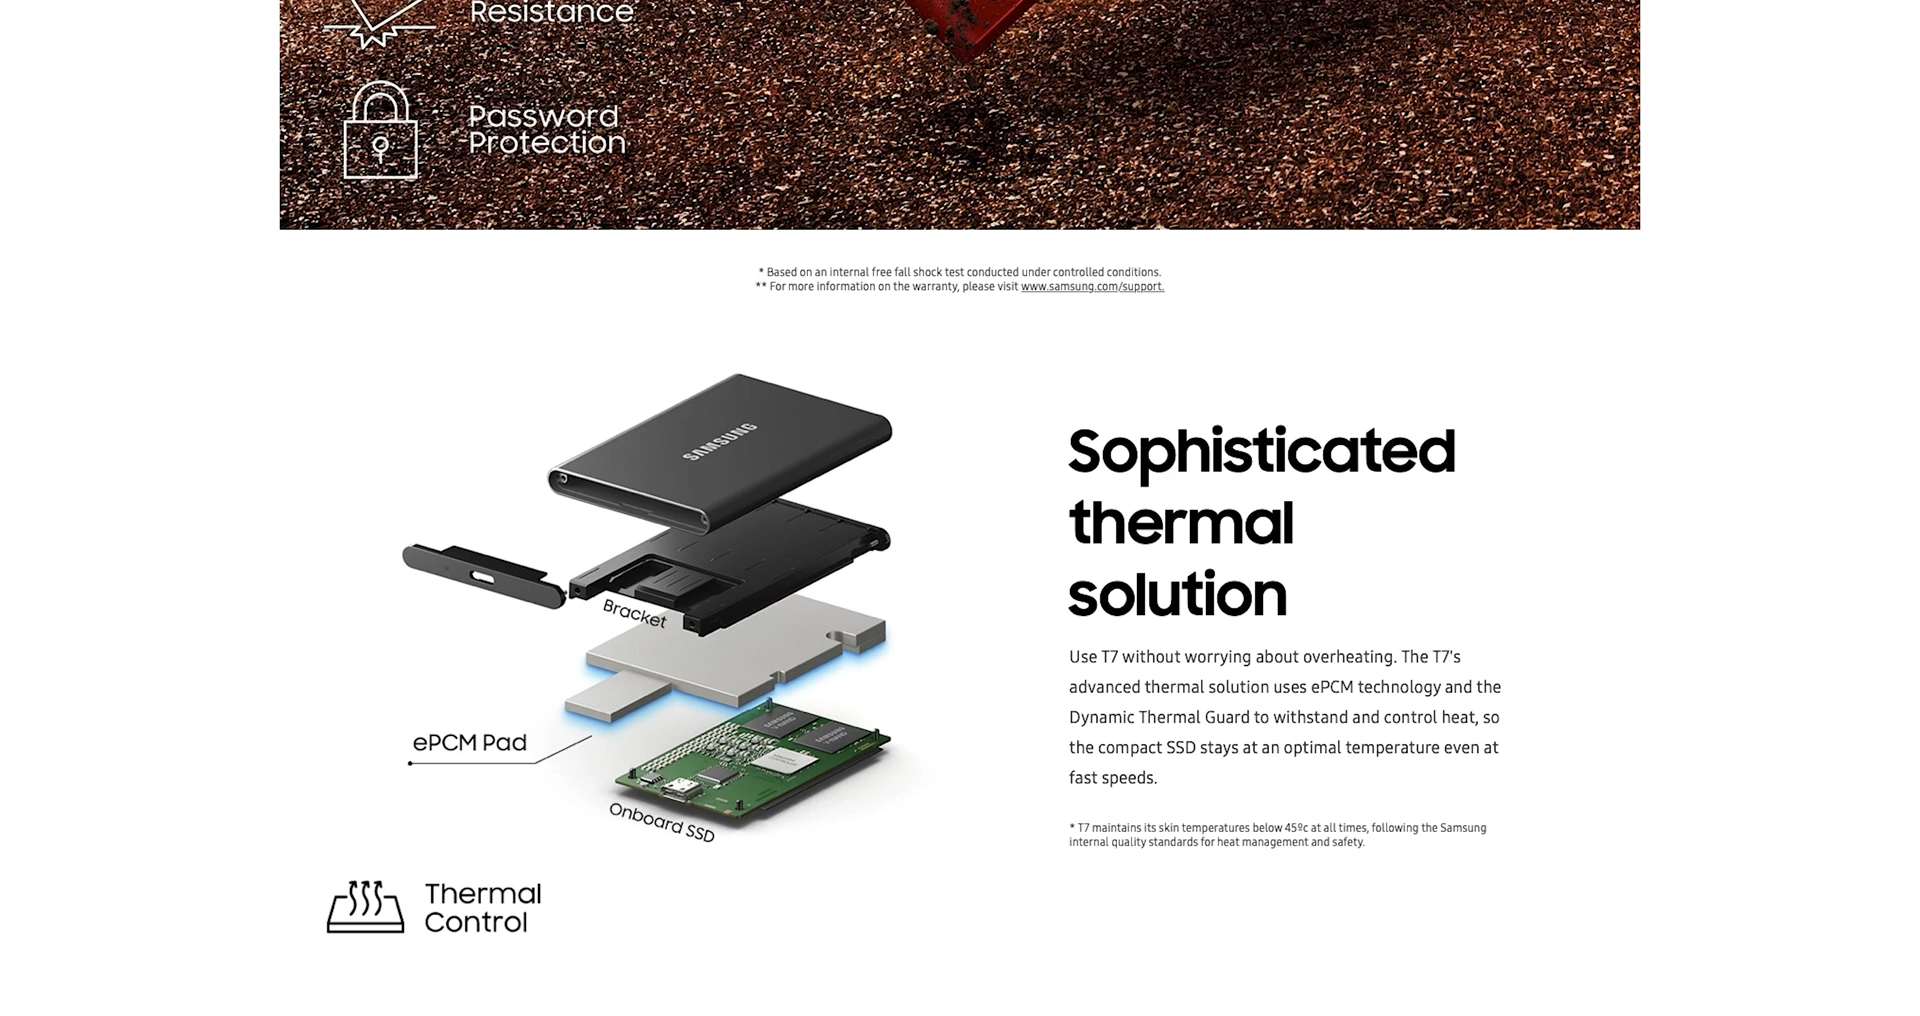 Resistance
Password
Protection
* Based on an internal free fall shock test conducted under controlled conditions.
** For more information on the warranty, please visit www.samsung.com/support.
SAMSUNG
Bracket
ePCM Pad
SAMSUNG
V-NAND
SAMSUNG
V-NAND
Onboard SSD
Thermal
Control
Sophisticated
thermal
solution
Use T7 without worrying about overheating. The T7's
advanced thermal solution uses ePCM technology and the
Dynamic Thermal Guard to withstand and control heat, so
the compact SSD stays at an optimal temperature even at
fast speeds.
* T7 maintains its skin temperatures below 45ºc at all times, following the Samsung
internal quality standards for heat management and safety.